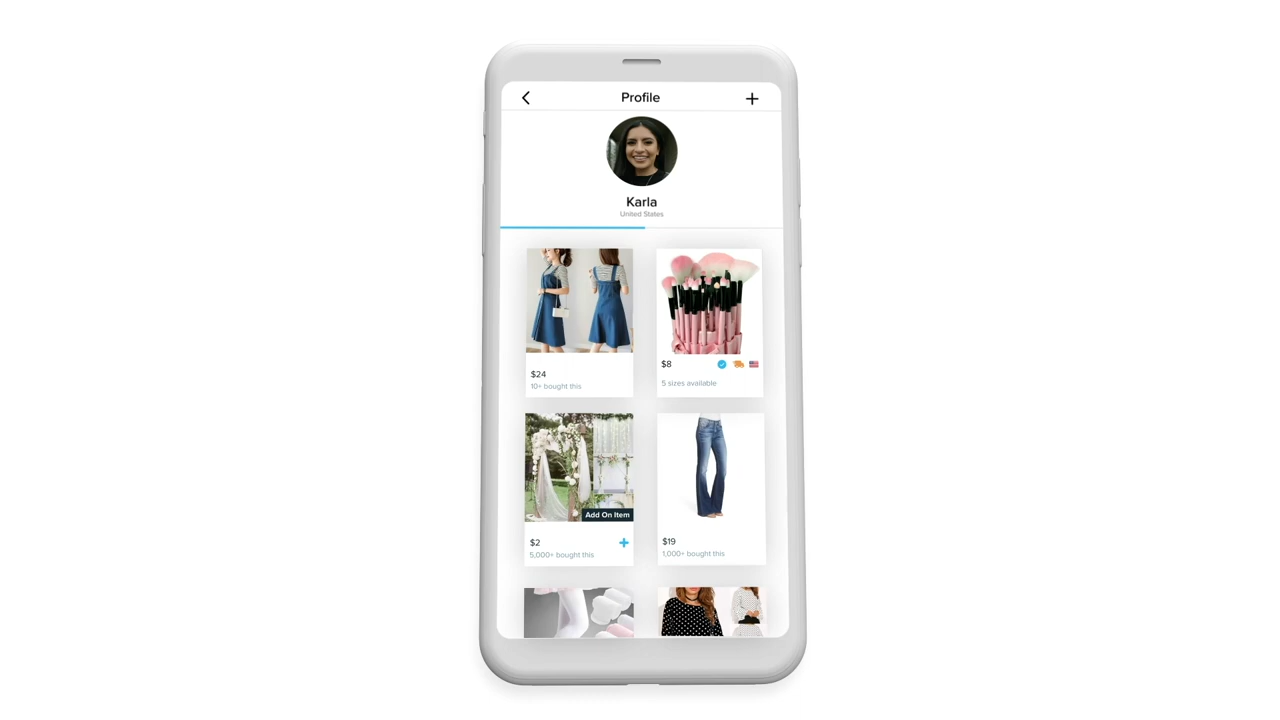 Profile
Karla
United States
$24
10+ bought this
$8
5 sizes available
Add On Item
$2
5,000+ bought this
$19
1,000+ bought this